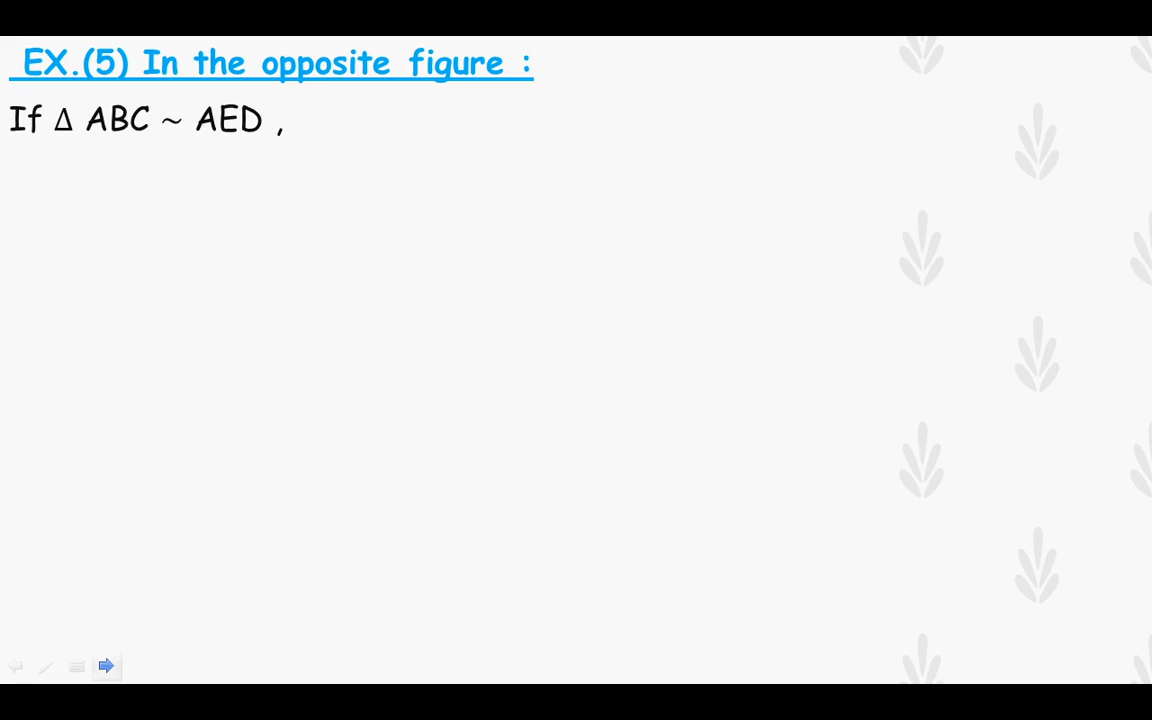 EX.(5) In the opposite figure :
If Δ ABC ~ AED ,